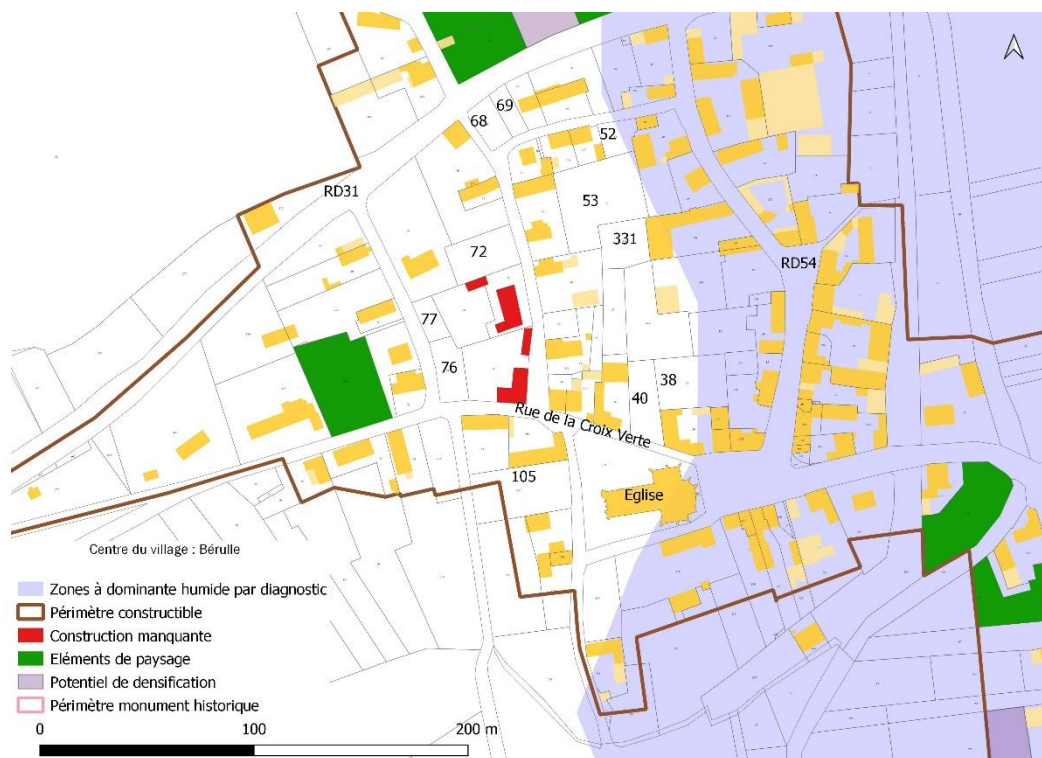 69
68
52
RD31
53
331
72
RD54
77
76
38
40
Rue de la Croix Verte
105
Eglise
Centre du village : Bérulle
Zones à dominante humide par diagnostic
Périmètre constructible
Construction manquante
Eléments de paysage
Potentiel de densification
Périmètre monument historique
0 100 200 m